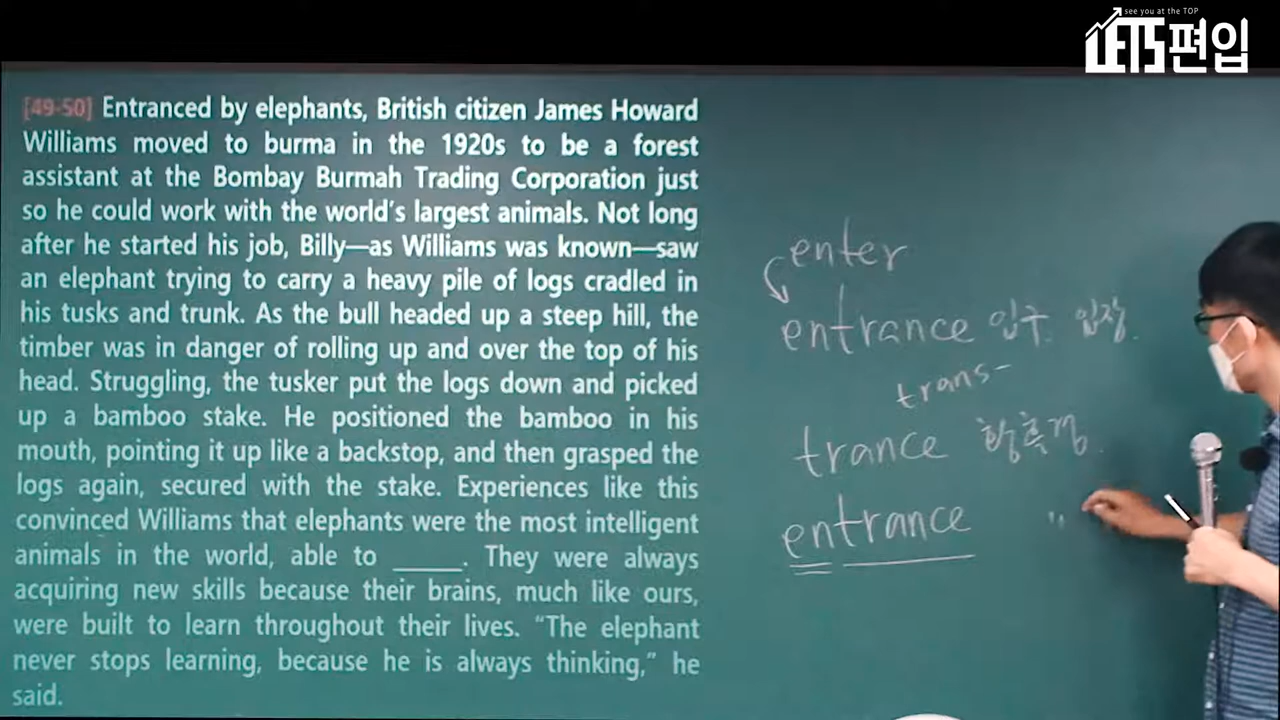 see you at the TOP
LETS편입
[49-50] Entranced by elephants, British citizen James Howard
Williams moved to burma in the 1920s to be a forest
assistant at the Bombay Burmah Trading Corporation just
so he could work with the world's largest animals. Not long
after he started his job, Billy—as Williams was known—saw
an elephant trying to carry a heavy pile of logs cradled in
his tusks and trunk. As the bull headed up a steep hill, the
timber was in danger of rolling up and over the top of his
head. Struggling, the tusker put the logs down and picked
up a bamboo stake. He positioned the bamboo in his
mouth, pointing it up like a backstop, and then grasped the
logs again, secured with the stake. Experiences like this
convinced Williams that elephants were the most intelligent
animals in the world, able to _____. They were always
acquiring new skills because their brains, much like ours,
were built to learn throughout their lives. “The elephant
never stops learning, because he is always thinking,” he
said.
enter
entrance 입구. 입장.
trans-
trance 황홀경.
entrance "